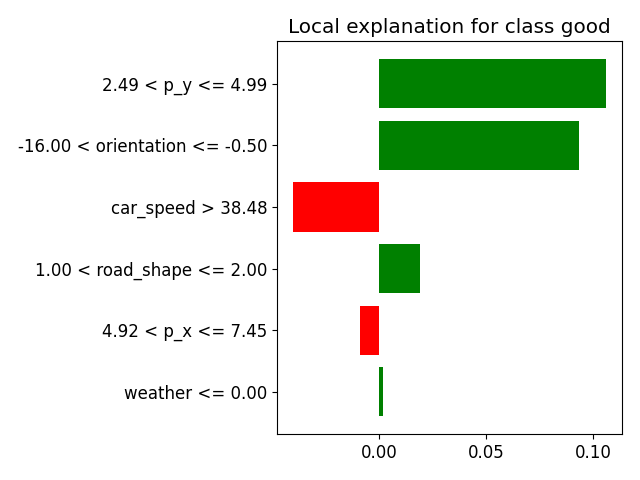 Local explanation for class good
2.49 < p_y <= 4.99
-16.00 < orientation <= -0.50
car_speed > 38.48
1.00 < road_shape <= 2.00
4.92 < p_x <= 7.45
weather <= 0.00
0.00 0.05 0.10